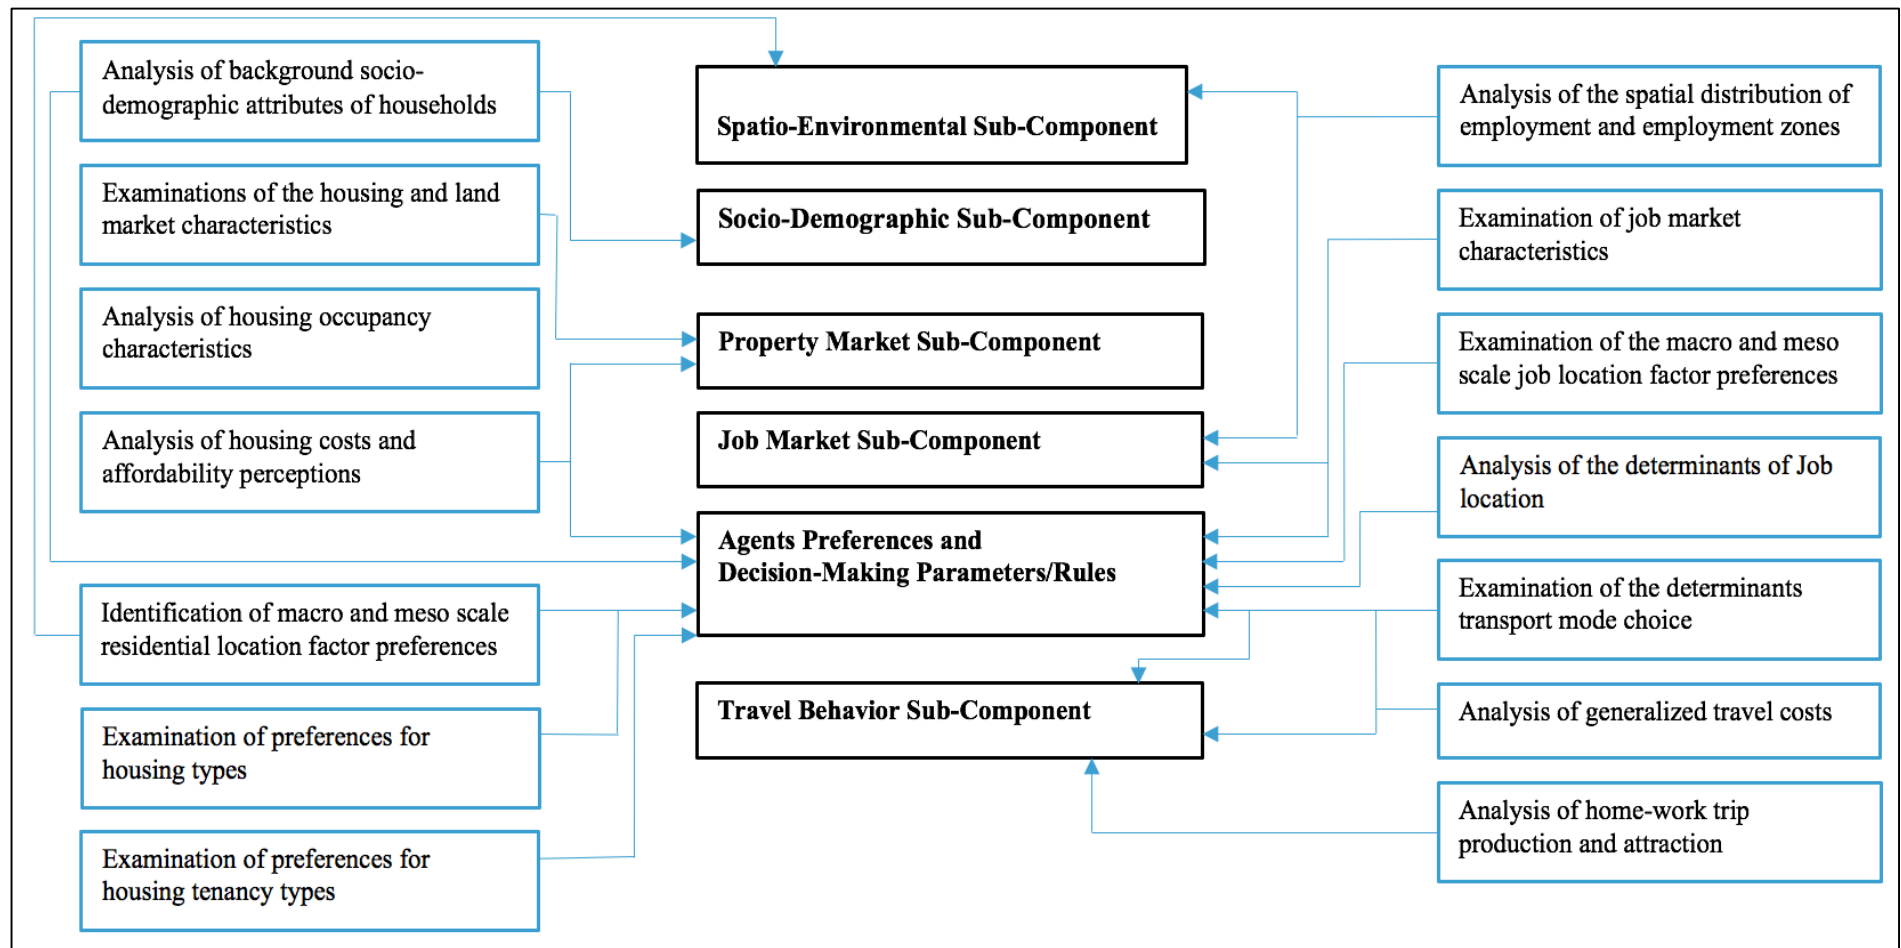 Analysis of background socio-
demographic attributes of households
Examinations of the housing and land
market characteristics
Analysis of housing occupancy
characteristics
Analysis of housing costs and
affordability perceptions
Identification of macro and meso scale
residential location factor preferences
Examination of preferences for
housing types
Examination of preferences for
housing tenancy types
Spatio-Environmental Sub-Component
Socio-Demographic Sub-Component
Property Market Sub-Component
Job Market Sub-Component
Agents Preferences and
Decision-Making Parameters/Rules
Travel Behavior Sub-Component
Analysis of the spatial distribution of
employment and employment zones
Examination of job market
characteristics
Examination of the macro and meso
scale job location factor preferences
Analysis of the determinants of Job
location
Examination of the determinants
transport mode choice
Analysis of generalized travel costs
Analysis of home-work trip
production and attraction